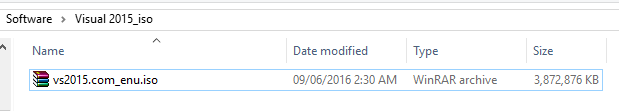 Software > Visual 2015_iso
Name Date modified Type Size
vs2015.com_enu.iso 09/06/2016 2:30 AM WinRAR archive 3,872,876 KB